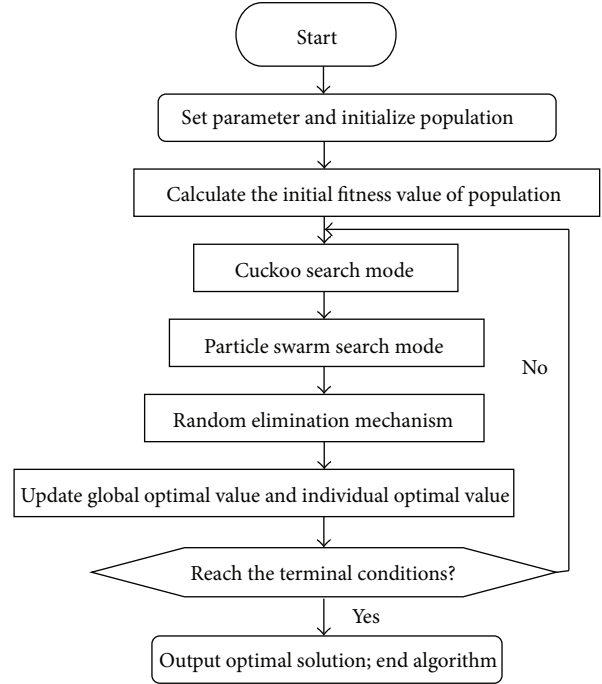 Start
Set parameter and initialize population
Calculate the initial fitness value of population
Cuckoo search mode
Particle swarm search mode
No
Random elimination mechanism
Update global optimal value and individual optimal value
Reach the terminal conditions?
Yes
Output optimal solution; end algorithm